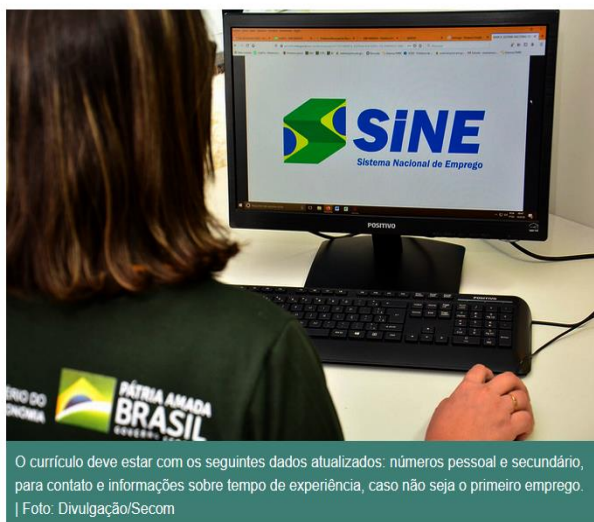 SiNE
Sistema Nacional de Emprego
POSITIVO
POSITIVO
PÁTRIA AMADA
BRASIL
O currículo deve estar com os seguintes dados atualizados: números pessoal e secundário,
para contato e informações sobre tempo de experiência, caso não seja o primeiro emprego.
| Foto: Divulgação/Secom